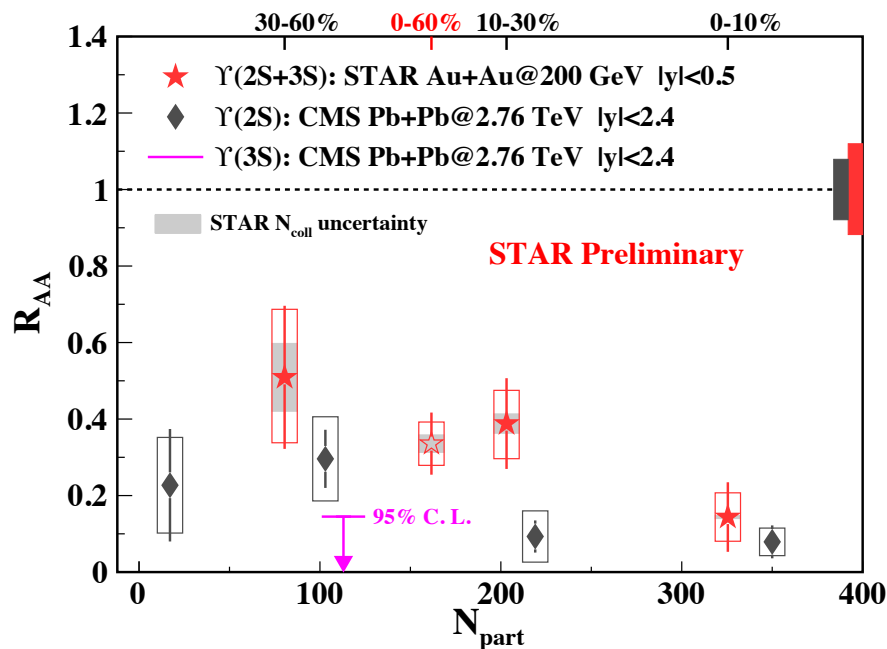 30-60% 0-60% 10-30% 0-10%
1.4
ϒ(2S+3S): STAR Au+Au@200 GeV |y|<0.5
1.2
ϒ(2S): CMS Pb+Pb@2.76 TeV |y|<2.4
ϒ(3S): CMS Pb+Pb@2.76 TeV |y|<2.4
1
STAR N_coll uncertainty
STAR Preliminary
0.8
R_AA
0.6
0.4
0.2
95% C. L.
0
0 100 200 300 400
N_part